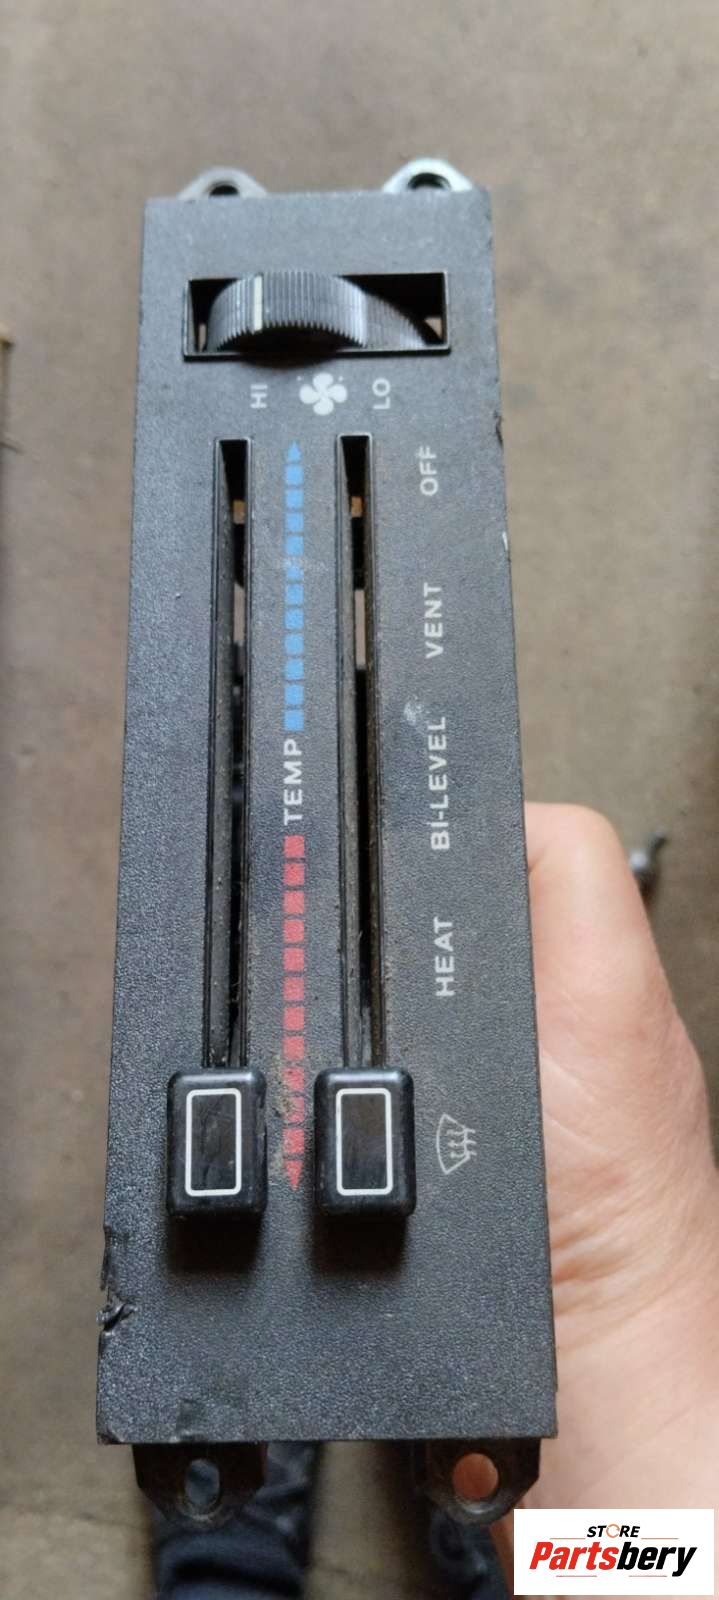 HI
LO
OFF
VENT
TEMP
BI-LEVEL
HEAT
STORE
Partsbery